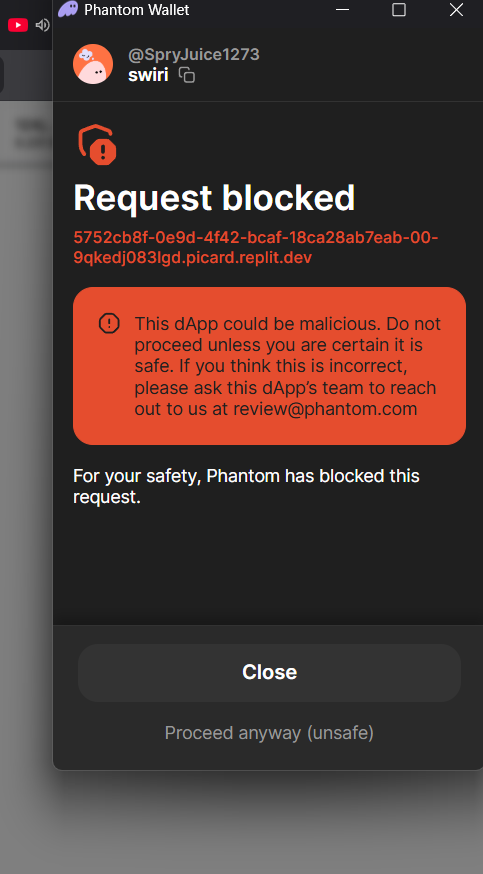 Phantom Wallet
@SpryJuice1273
swiri
Request blocked
5752cb8f-0e9d-4f42-bcaf-18ca28ab7eab-00-
9qkedj083lgd.picard.replit.dev
This dApp could be malicious. Do not
proceed unless you are certain it is
safe. If you think this is incorrect,
please ask this dApp’s team to reach
out to us at review@phantom.com
For your safety, Phantom has blocked this
request.
Close
Proceed anyway (unsafe)